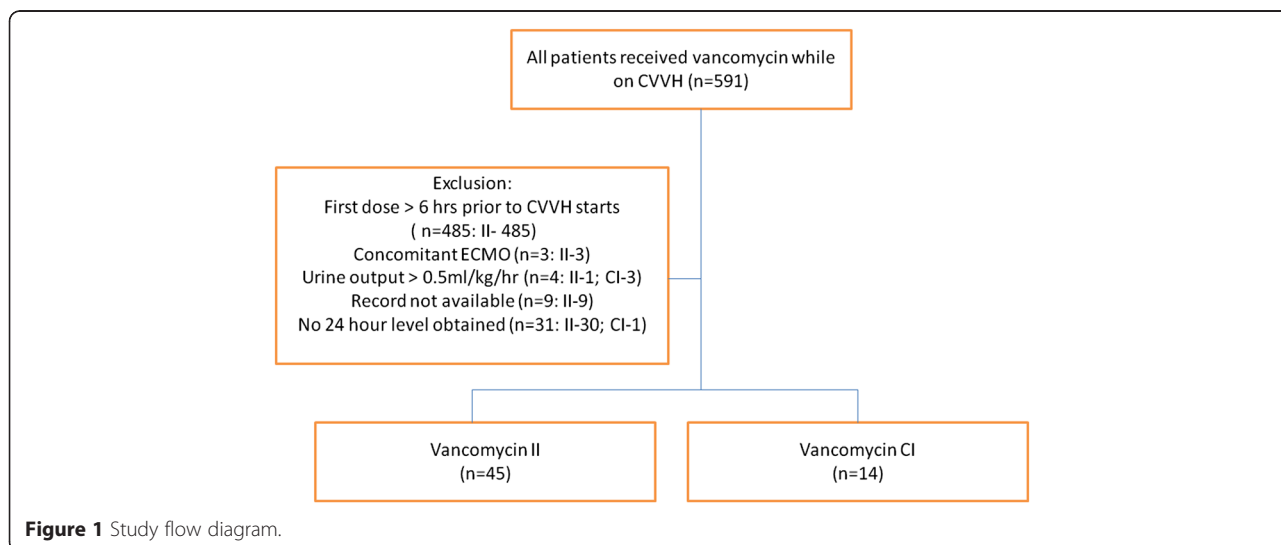 All patients received vancomycin while
on CVVH (n=591)
Exclusion:
First dose > 6 hrs prior to CVVH starts
( n=485: II- 485)
Concomitant ECMO (n=3: II-3)
Urine output > 0.5ml/kg/hr (n=4: II-1; CI-3)
Record not available (n=9: II-9)
No 24 hour level obtained (n=31: II-30; CI-1)
Vancomycin II
(n=45)
Vancomycin CI
(n=14)
Figure 1 Study flow diagram.